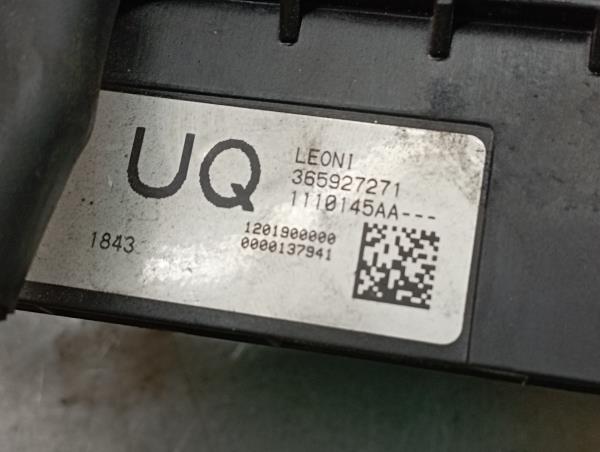 UQ
LEONI
365927271
1110145AA---
1843
1201900000
0000137941